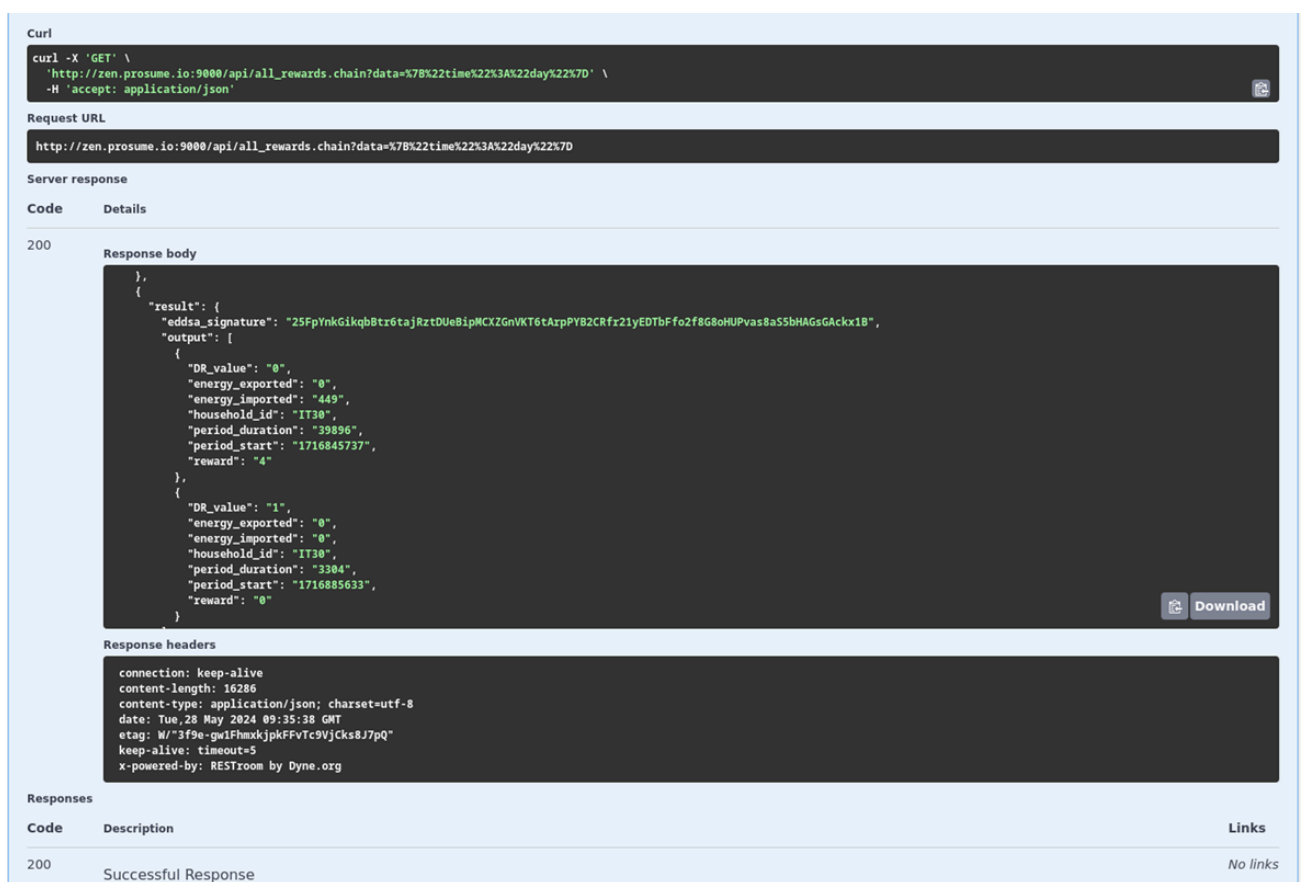 Curl
curl -X 'GET' \
'http://zen.prosume.io:9000/api/all_rewards.chain?data=%7B%22time%22%3A%22day%22%7D' \
-H 'accept: application/json'
Request URL
http://zen.prosume.io:9000/api/all_rewards.chain?data=%7B%22time%22%3A%22day%22%7D
Server response
Code Details
200
Response body
},
{
"result": {
"eddsa_signature": "25FpYnkGikqbBtr6tajRztDUeBipMCXZGnVKT6tArpPYB2CRfr21yEDTbFfo2f8G8oHUPvas8aS5bHAGsGAckx1B",
"output": [
{
"DR_value": "0",
"energy_exported": "0",
"energy_imported": "449",
"household_id": "IT30",
"period_duration": "39896",
"period_start": "1716845737",
"reward": "4"
},
{
"DR_value": "1",
"energy_exported": "0",
"energy_imported": "0",
"household_id": "IT30",
"period_duration": "3304",
"period_start": "1716885633",
"reward": "0"
}
Download
Response headers
connection: keep-alive
content-length: 16286
content-type: application/json; charset=utf-8
date: Tue,28 May 2024 09:35:38 GMT
etag: W/"3f9e-gw1FhmxkjpkFFvTc9VjCks8J7pQ"
keep-alive: timeout=5
x-powered-by: RESTroom by Dyne.org
Responses
Code Description Links
200 Successful Response No links